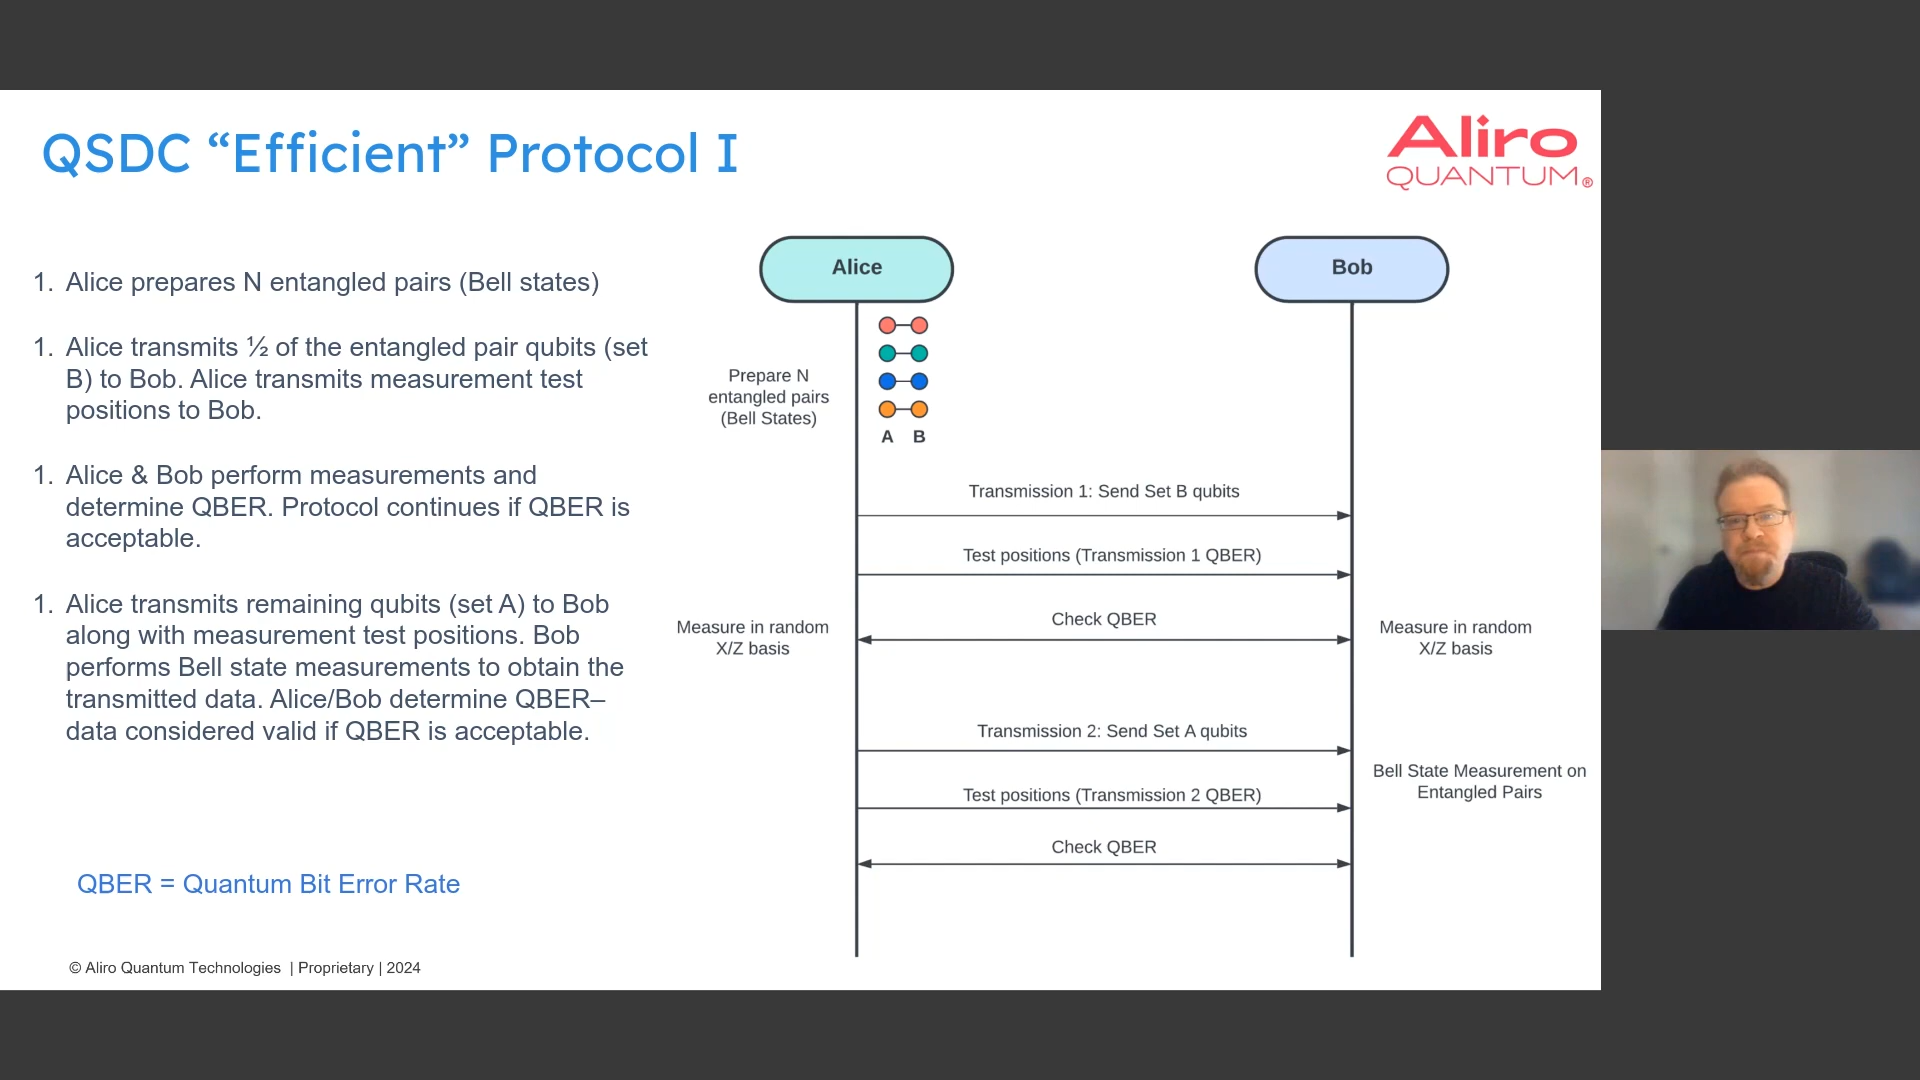 QSDC “Efficient” Protocol I
Aliro
QUANTUM®
1. Alice prepares N entangled pairs (Bell states)
1. Alice transmits ½ of the entangled pair qubits (set
B) to Bob. Alice transmits measurement test
positions to Bob.
1. Alice & Bob perform measurements and
determine QBER. Protocol continues if QBER is
acceptable.
1. Alice transmits remaining qubits (set A) to Bob
along with measurement test positions. Bob
performs Bell state measurements to obtain the
transmitted data. Alice/Bob determine QBER–
data considered valid if QBER is acceptable.
QBER = Quantum Bit Error Rate
© Aliro Quantum Technologies | Proprietary | 2024
Alice
Bob
Prepare N
entangled pairs
(Bell States)
A B
Transmission 1: Send Set B qubits
Test positions (Transmission 1 QBER)
Check QBER
Measure in random
X/Z basis
Measure in random
X/Z basis
Transmission 2: Send Set A qubits
Bell State Measurement on
Entangled Pairs
Test positions (Transmission 2 QBER)
Check QBER